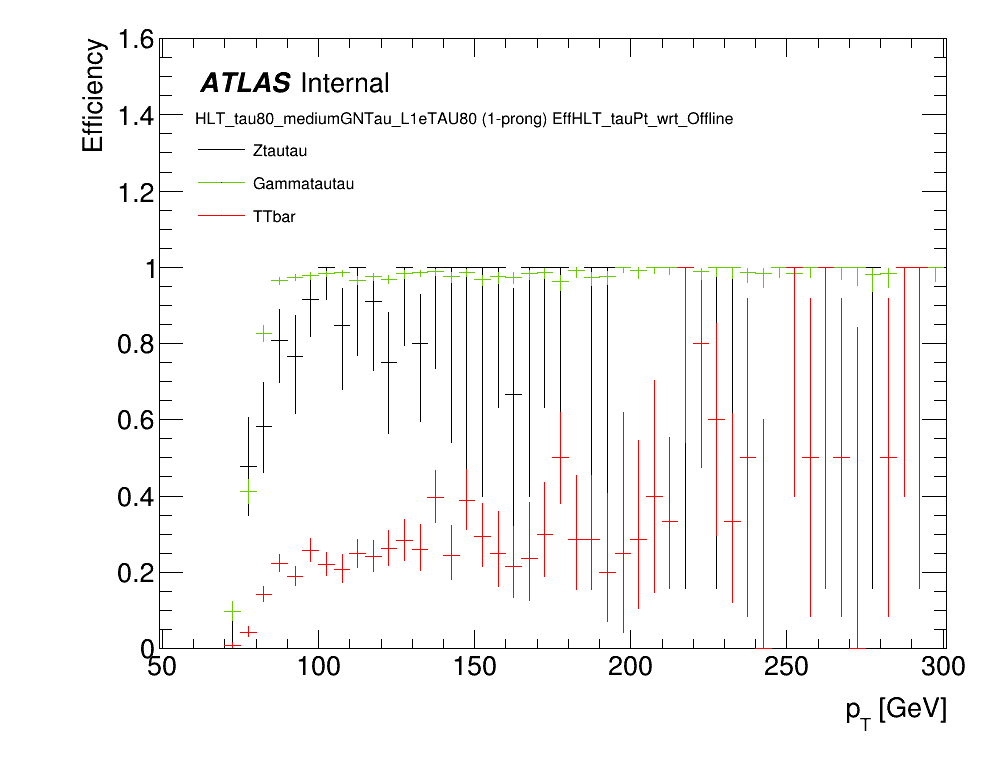 Efficiency
1.6
1.4
1.2
1
0.8
0.6
0.4
0.2
0
ATLAS Internal
HLT_tau80_mediumGNTau_L1eTAU80 (1-prong) EffHLT_tauPt_wrt_Offline
Ztautau
Gammatautau
TTbar
50 100 150 200 250 300
pT [GeV]